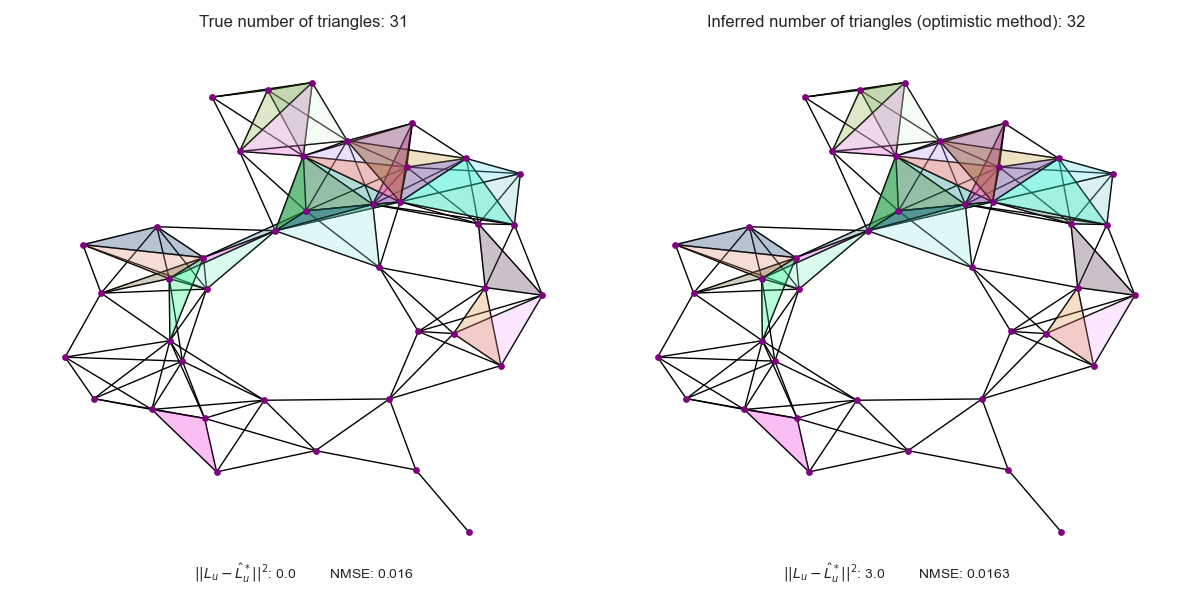 True number of triangles: 31
Inferred number of triangles (optimistic method): 32
$||L_u - \hat{L}_u^*||^2$: 0.0 NMSE: 0.016
$||L_u - \hat{L}_u^*||^2$: 3.0 NMSE: 0.0163